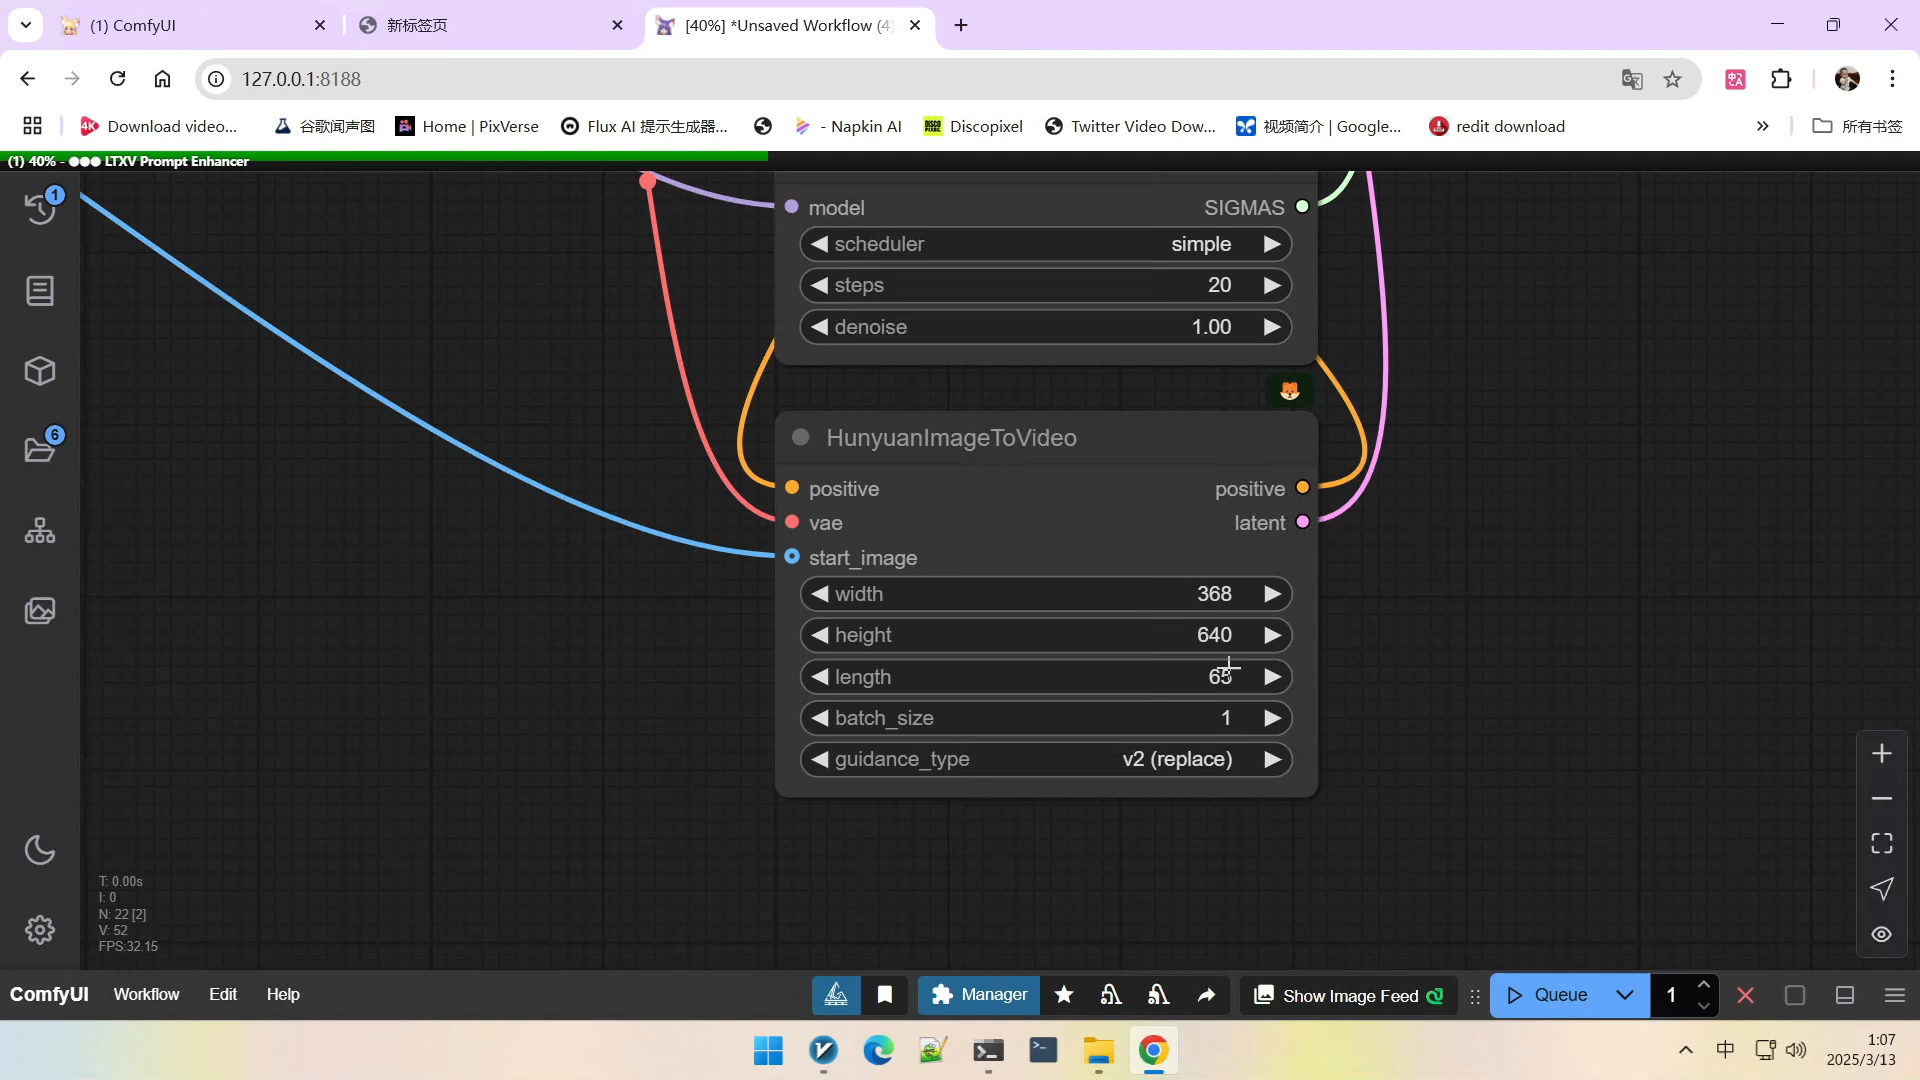 (1) ComfyUI
新标签页
[40%] *Unsaved Workflow (4)
127.0.0.1:8188
Download video...
谷歌闻声图
Home | PixVerse
Flux AI 提示生成器...
- Napkin AI
Discopixel
Twitter Video Dow...
视频简介 | Google...
redit download
所有书签
(1) 40% - LTXV Prompt Enhancer
1
6
model
SIGMAS
scheduler
simple
steps
20
denoise
1.00
HunyuanImageToVideo
positive
positive
vae
latent
start_image
width
368
height
640
length
65
batch_size
1
guidance_type
v2 (replace)
T: 0.00s
I: 0
N: 22 [2]
V: 52
FPS:32.15
ComfyUI
Workflow
Edit
Help
Manager
Show Image Feed
Queue
1
中
1:07
2025/3/13